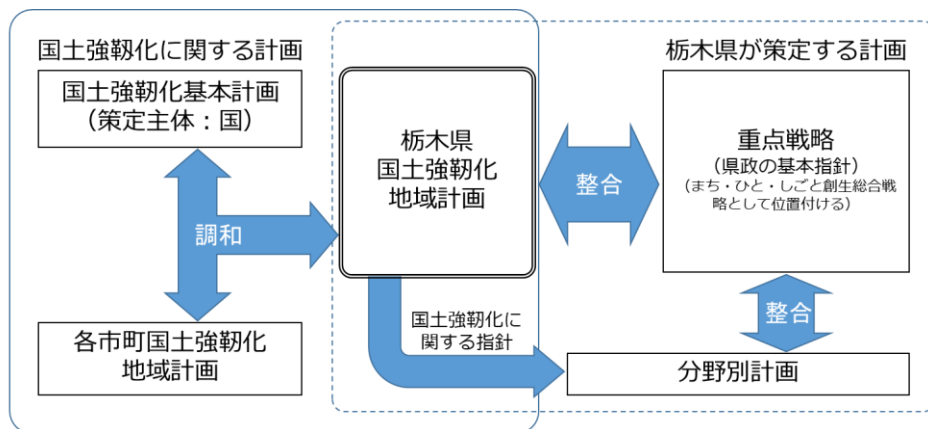 国土強靱化に関する計画
国土強靱化基本計画
（策定主体：国）
調和
各市町国土強靱化
地域計画
栃木県
国土強靱化
地域計画
国土強靱化に
関する指針
整合
栃木県が策定する計画
重点戦略
（県政の基本指針）
（まち・ひと・しごと創生総合戦
略として位置付ける）
整合
分野別計画